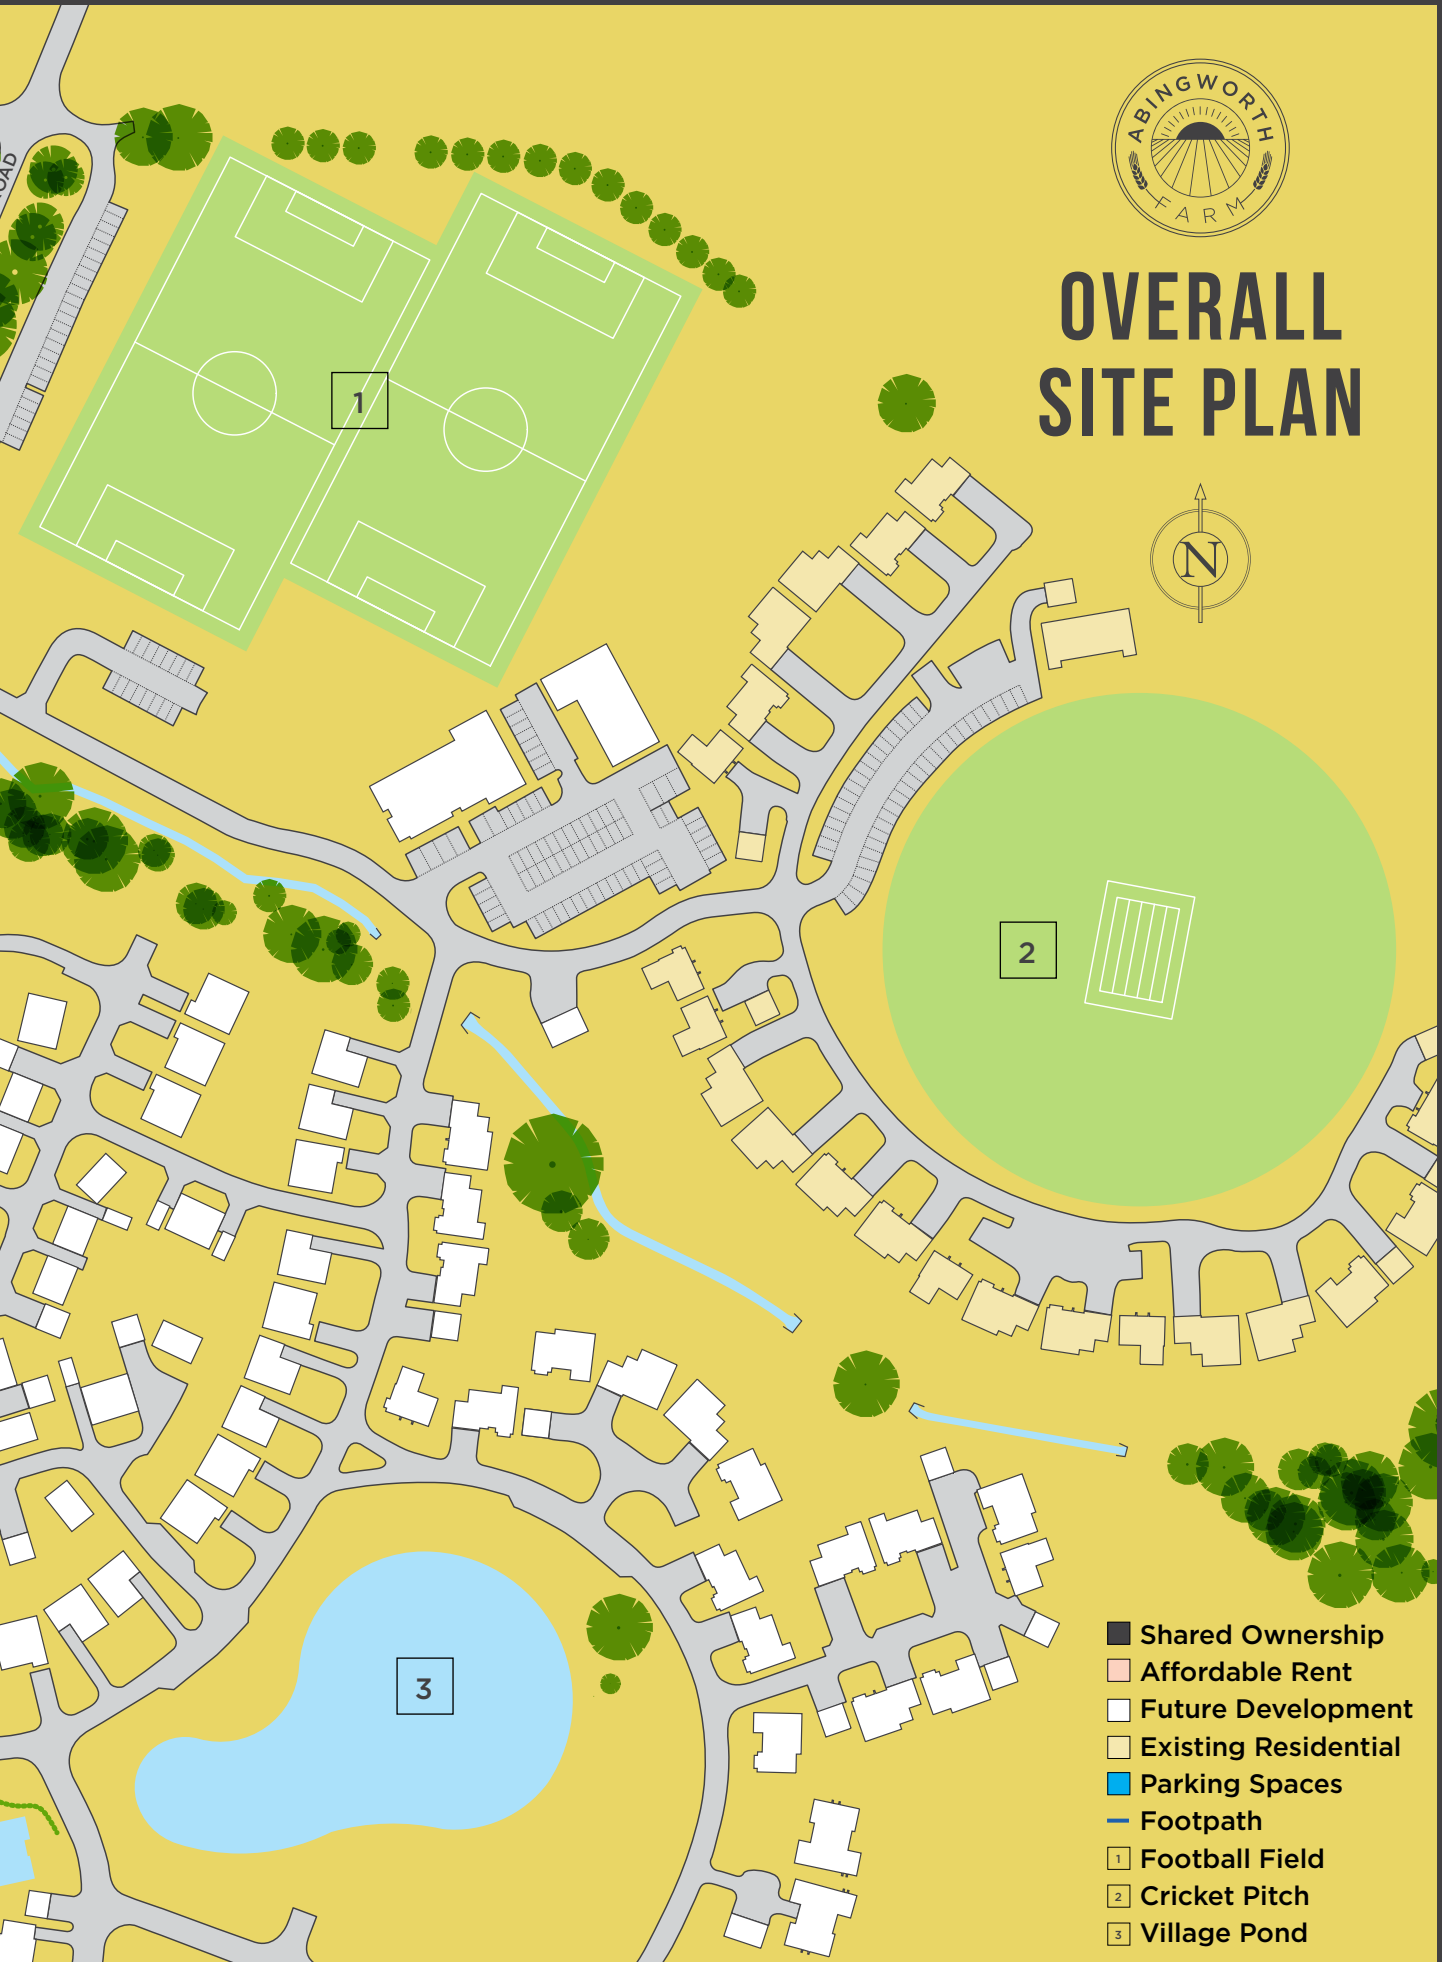 ABINGWORTH
FARM
OVERALL
SITE PLAN
N
1
2
3
Shared Ownership
Affordable Rent
Future Development
Existing Residential
Parking Spaces
Footpath
1 Football Field
2 Cricket Pitch
3 Village Pond